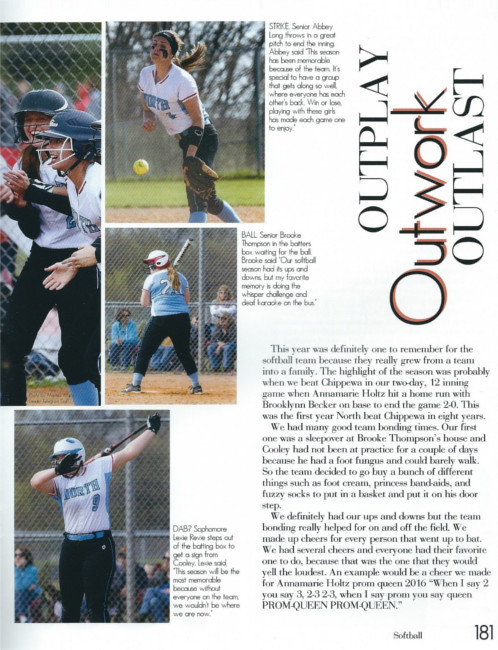 STRIKE Senior Abbey
Long throws in a great
pitch to end the inning.
Abbey said "This season
has been memorable
because of the team. It's
special to have a group
that gets along so well,
where everyone has each
other's back. Win or lose,
playing with these girls
has made each game one
to enjoy."
OUTPLAY
Outwork
OUTLAST
BALL Senior Brooke
Thompson in the batters
box waiting for the ball.
Brooke said "Our softball
season had its ups and
downs, but my favorite
memory is doing the
whisper challenge and
deaf karaoke on the bus."
This year was definitely one to remember for the
softball team because they really grew from a team
into a family. The highlight of the season was probably
when we beat Chippewa in our two-day, 12 inning
game when Annamarie Holtz hit a home run with
Brooklynn Becker on base to end the game 2-0. This
was the first year North beat Chippewa in eight years.
We had many good team bonding times. Our first
one was a sleepover at Brooke Thompson's house and
Cooley had not been at practice for a couple of days
because he had a foot fungus and could barely walk.
So the team decided to go buy a bunch of different
things such as foot cream, princess band-aids, and
fuzzy socks to put in a basket and put it on his door
step.
We definitely had our ups and downs but the team
bonding really helped for on and off the field. We
made up cheers for every person that went up to bat.
We had several cheers and everyone had their favorite
one to do, because that was the one that they would
yell the loudest. An example would be a cheer we made
for Annamarie Holtz prom queen 2016 "When I say 2
you say 3, 2-3 2-3, when I say prom you say queen
PROM-QUEEN PROM-QUEEN."
DAB? Sophomore
Lexie Revie steps out
of the batting box to
get a sign from
Cooley. Lexie said,
"This season will be the
most memorable
because without
everyone on the team,
we wouldn't be where
we are now."
NORTH
9
Softball 181